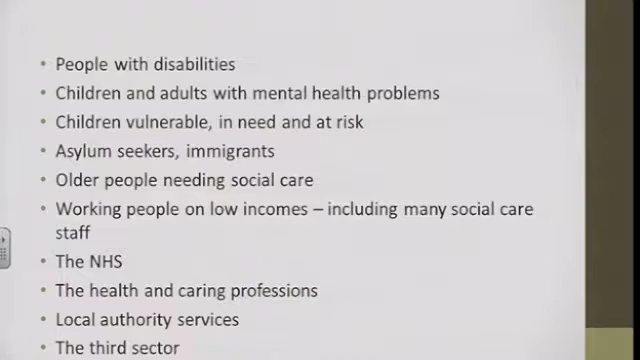 • People with disabilities
• Children and adults with mental health problems
• Children vulnerable, in need and at risk
• Asylum seekers, immigrants
• Older people needing social care
• Working people on low incomes – including many social care
staff
• The NHS
• The health and caring professions
• Local authority services
• The third sector